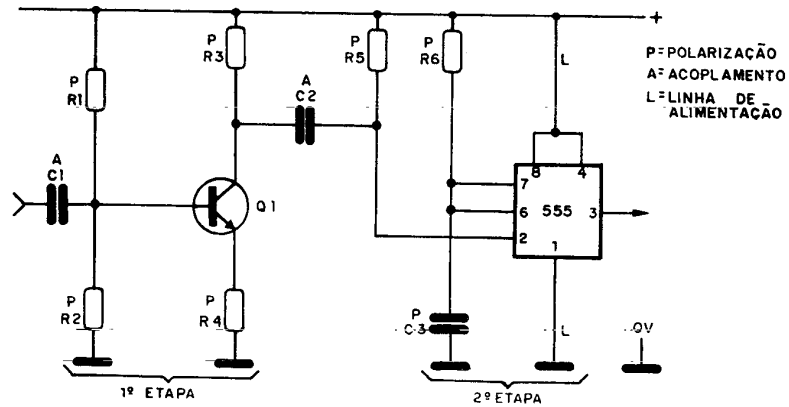 +
P
R1
P
R3
A
C2
P
R5
P
R6
L
P=POLARIZAÇÃO
A=ACOPLAMENTO
L=LINHA DE
ALIMENTAÇÃO
A
C1
Q1
8
4
7
6
555
3
2
1
P
R2
P
R4
P
C3
L
0V
1º ETAPA
2º ETAPA